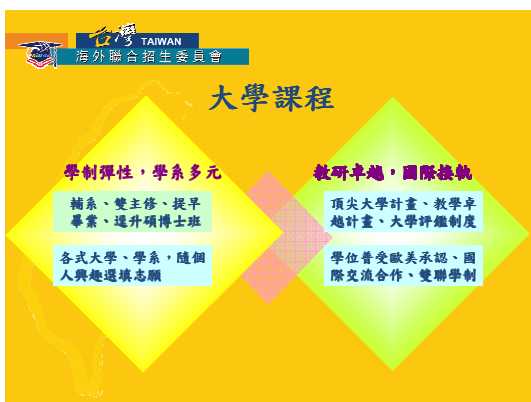 台灣 TAIWAN
海外聯合招生委員會
大學課程
學制彈性，學系多元
輔系、雙主修、提早
畢業、逕升碩博士班
各式大學、學系，隨個
人興趣選填志願
教研卓越，國際接軌
頂尖大學計畫、教學卓
越計畫、大學評鑑制度
學位普受歐美承認、國
際交流合作、雙聯學制